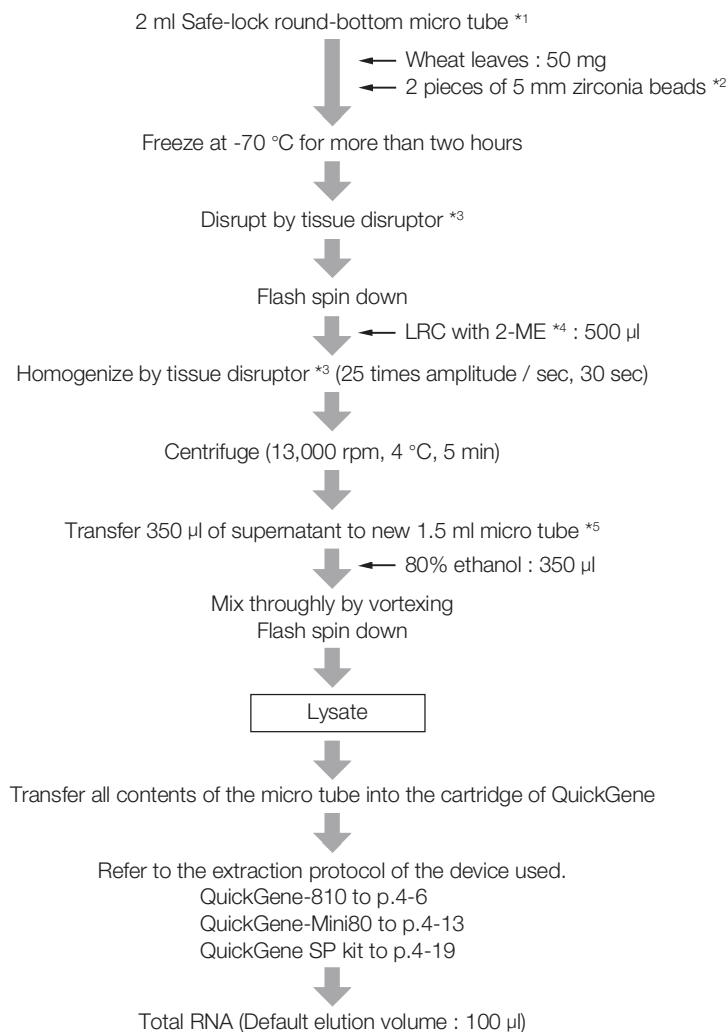 2 ml Safe-lock round-bottom micro tube *1
Wheat leaves : 50 mg
2 pieces of 5 mm zirconia beads *2
Freeze at -70 °C for more than two hours
Disrupt by tissue disruptor *3
Flash spin down
LRC with 2-ME *4 : 500 µl
Homogenize by tissue disruptor *3 (25 times amplitude / sec, 30 sec)
Centrifuge (13,000 rpm, 4 °C, 5 min)
Transfer 350 µl of supernatant to new 1.5 ml micro tube *5
80% ethanol : 350 µl
Mix throughly by vortexing
Flash spin down
Lysate
Transfer all contents of the micro tube into the cartridge of QuickGene
Refer to the extraction protocol of the device used.
QuickGene-810 to p.4-6
QuickGene-Mini80 to p.4-13
QuickGene SP kit to p.4-19
Total RNA (Default elution volume : 100 µl)